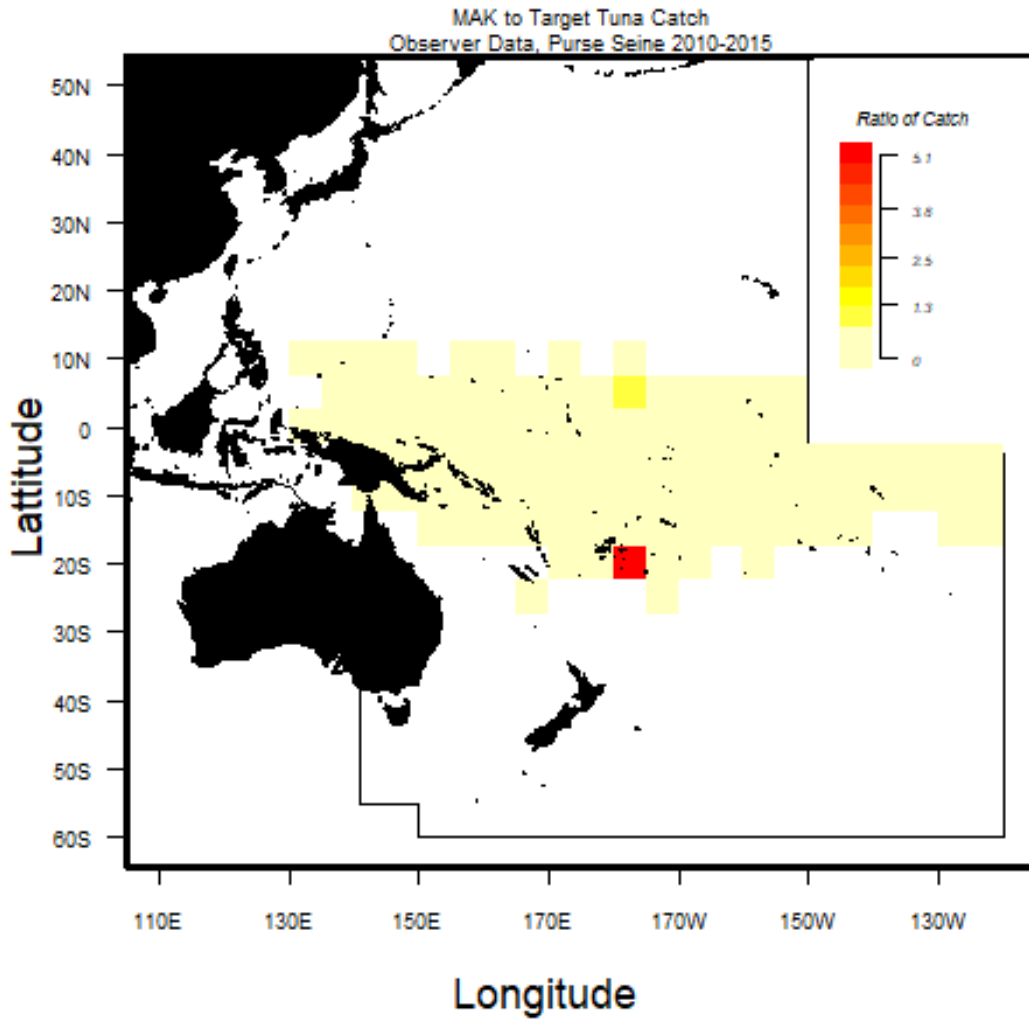 MAK to Target Tuna Catch
Observer Data, Purse Seine 2010-2015
Ratio of Catch
5.1
3.8
2.5
1.3
0
50N
40N
30N
20N
10N
0
10S
20S
30S
40S
50S
60S
Lattitude
110E 130E 150E 170E 170W 150W 130W
Longitude